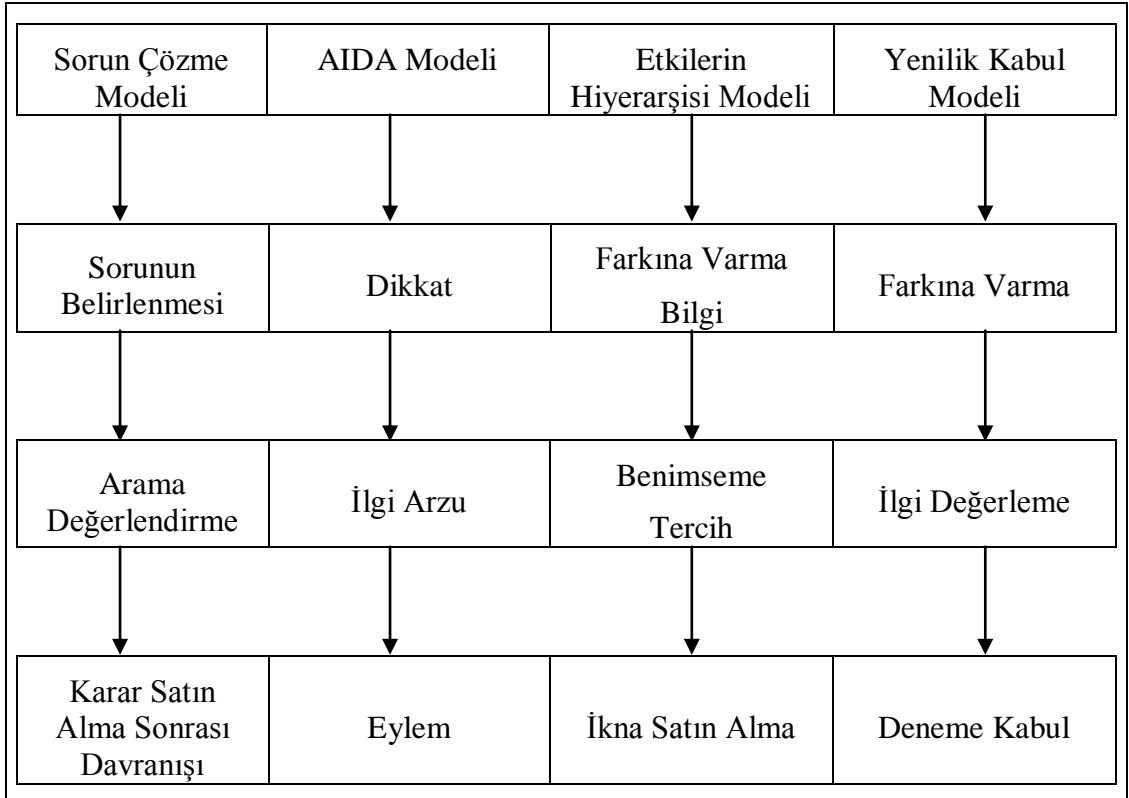 Sorun Çözme
Modeli
AIDA Modeli
Etkilerin
Hiyerarşisi Modeli
Yenilik Kabul
Modeli
Sorunun
Belirlenmesi
Dikkat
Farkına Varma
Bilgi
Farkına Varma
Arama
Değerlendirme
İlgi Arzu
Benimseme
Tercih
İlgi Değerleme
Karar Satın
Alma Sonrası
Davranışı
Eylem
İkna Satın Alma
Deneme Kabul